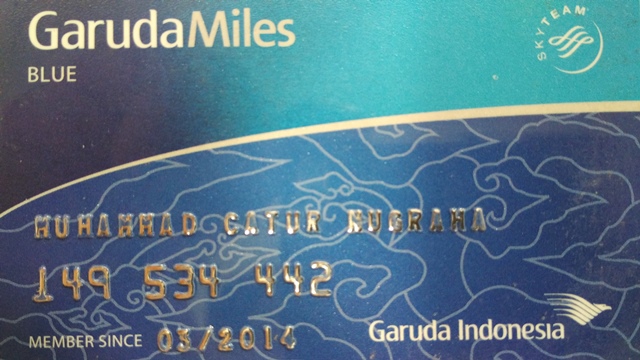 GarudaMiles
SKYTEAM
BLUE
MUHAMMAD CATUR NUGRAHA
149 534 442
MEMBER SINCE 03/2014
Garuda Indonesia